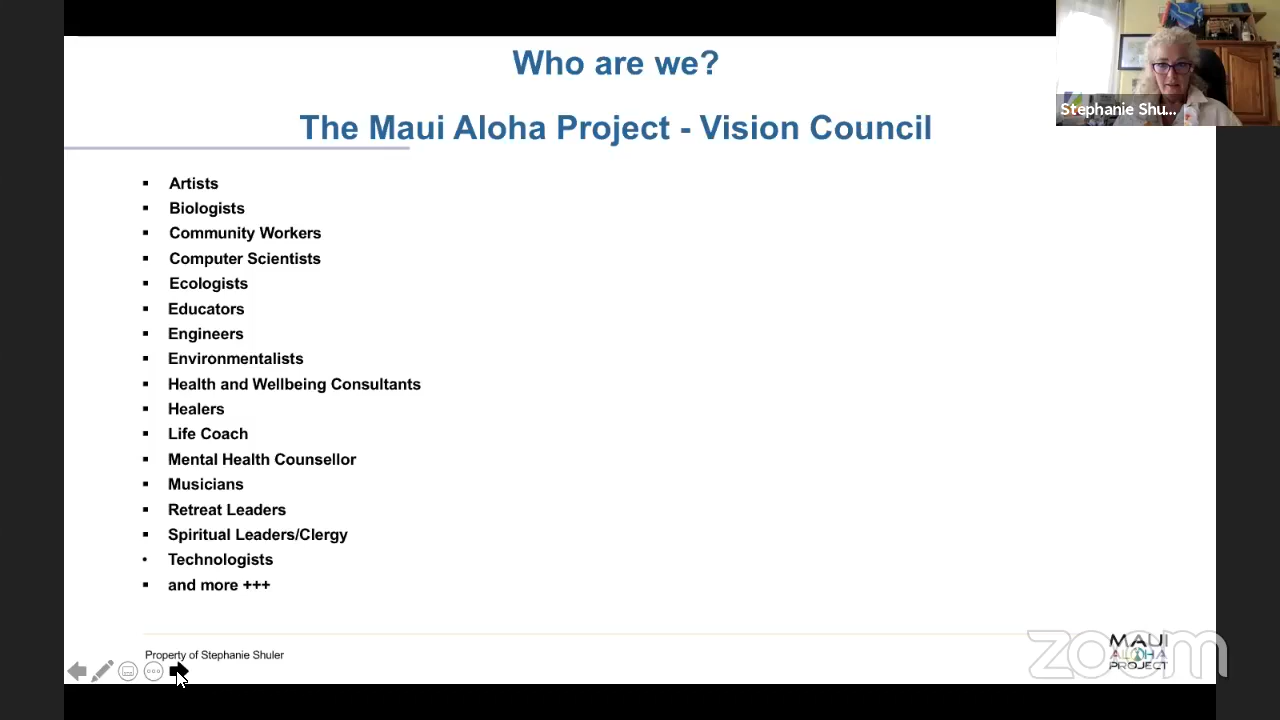 Who are we?
The Maui Aloha Project - Vision Council
Stephanie Shu...
▪ Artists
▪ Biologists
▪ Community Workers
▪ Computer Scientists
▪ Ecologists
▪ Educators
▪ Engineers
▪ Environmentalists
▪ Health and Wellbeing Consultants
▪ Healers
▪ Life Coach
▪ Mental Health Counsellor
▪ Musicians
▪ Retreat Leaders
▪ Spiritual Leaders/Clergy
• Technologists
▪ and more +++
Property of Stephanie Shuler
MAUI
ALOHA
PROJECT
zoom